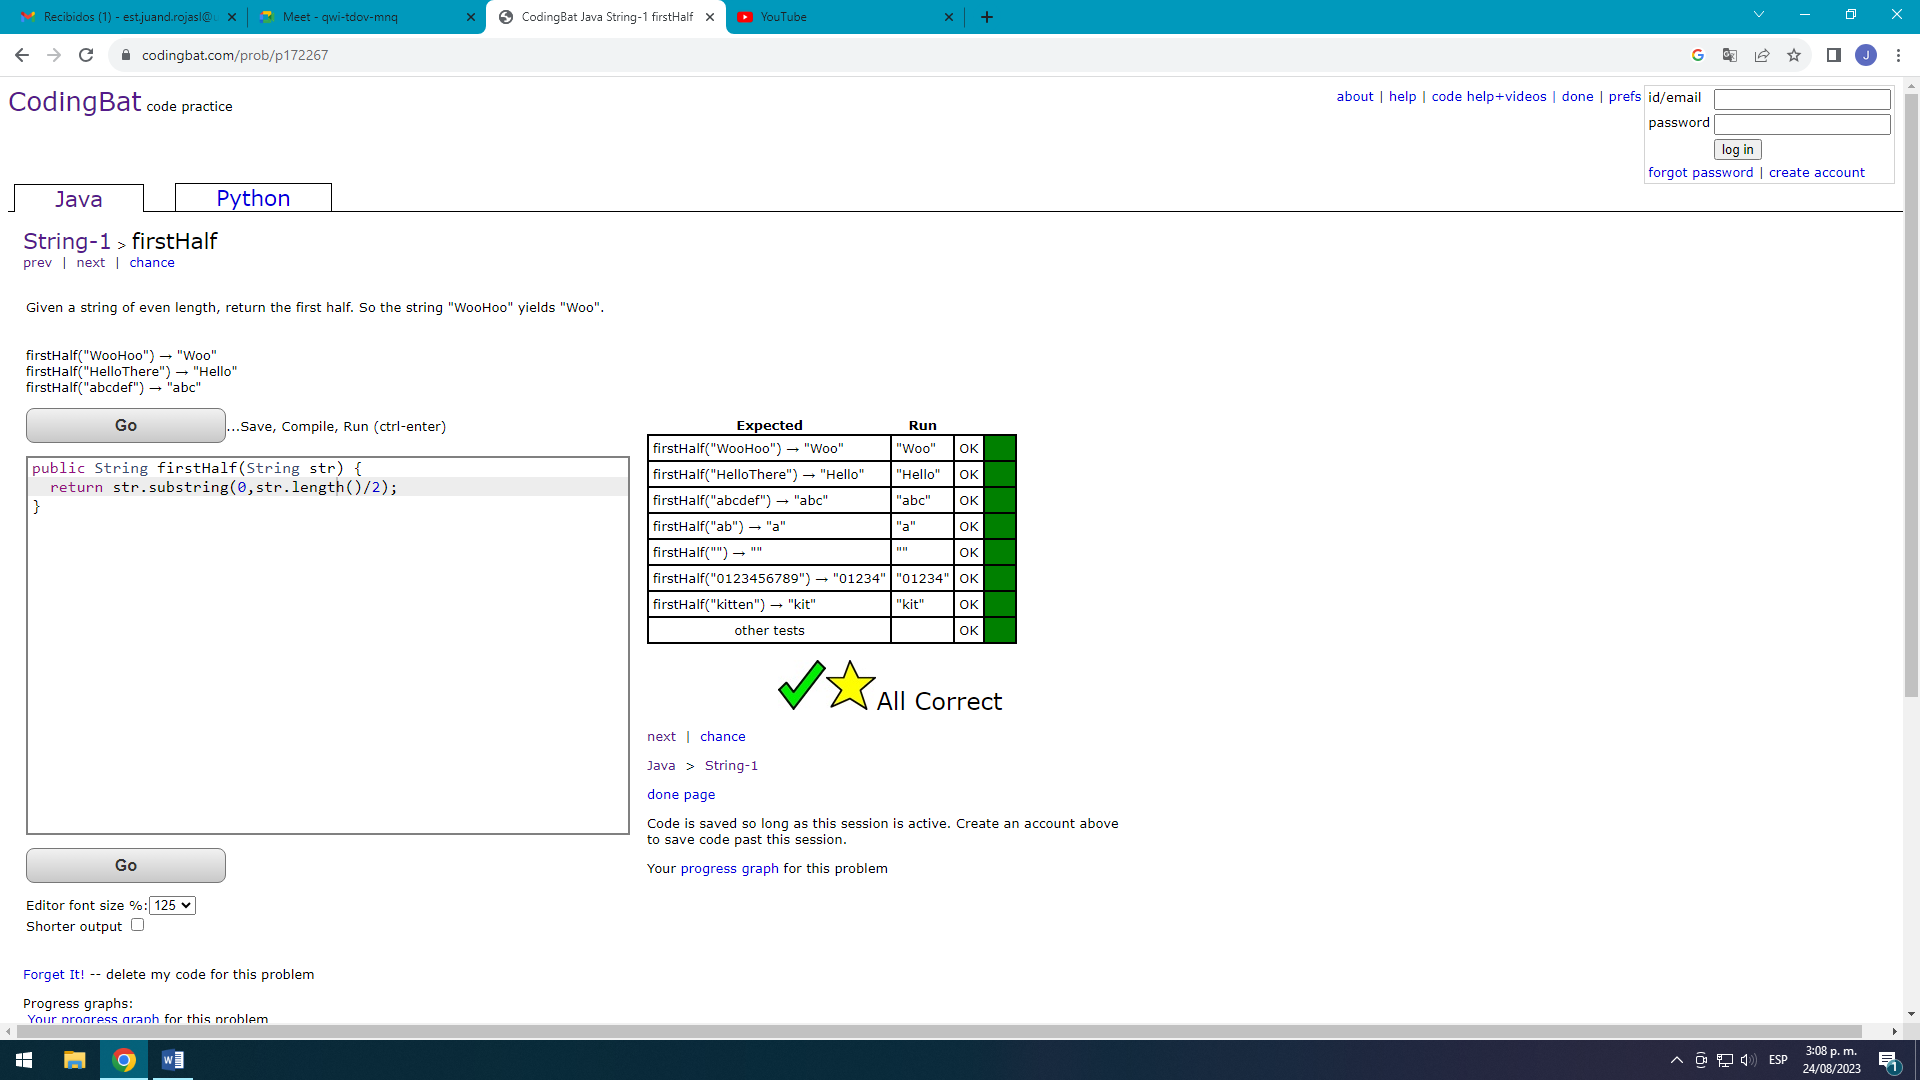 Recibidos (1) - est.juand.rojasl@u
Meet - qwi-tdov-mnq
CodingBat Java String-1 firstHalf
YouTube
codingbat.com/prob/p172267
J
CodingBat code practice
about | help | code help+videos | done | prefs
id/email
password
log in
forgot password | create account
Java
Python
String-1 > firstHalf
prev | next | chance
Given a string of even length, return the first half. So the string "WooHoo" yields "Woo".
firstHalf("WooHoo") → "Woo"
firstHalf("HelloThere") → "Hello"
firstHalf("abcdef") → "abc"
Go
...Save, Compile, Run (ctrl-enter)
public String firstHalf(String str) {
  return str.substring(0,str.length()/2);
}
Expected Run
firstHalf("WooHoo") → "Woo" "Woo" OK
firstHalf("HelloThere") → "Hello" "Hello" OK
firstHalf("abcdef") → "abc" "abc" OK
firstHalf("ab") → "a" "a" OK
firstHalf("") → "" "" OK
firstHalf("0123456789") → "01234" "01234" OK
firstHalf("kitten") → "kit" "kit" OK
other tests OK
All Correct
next | chance
Java > String-1
done page
Code is saved so long as this session is active. Create an account above
to save code past this session.
Your progress graph for this problem
Go
Editor font size %: 125
Shorter output
Forget It! -- delete my code for this problem
Progress graphs:
Your progress graph for this problem
ESP
3:08 p. m.
24/08/2023
1